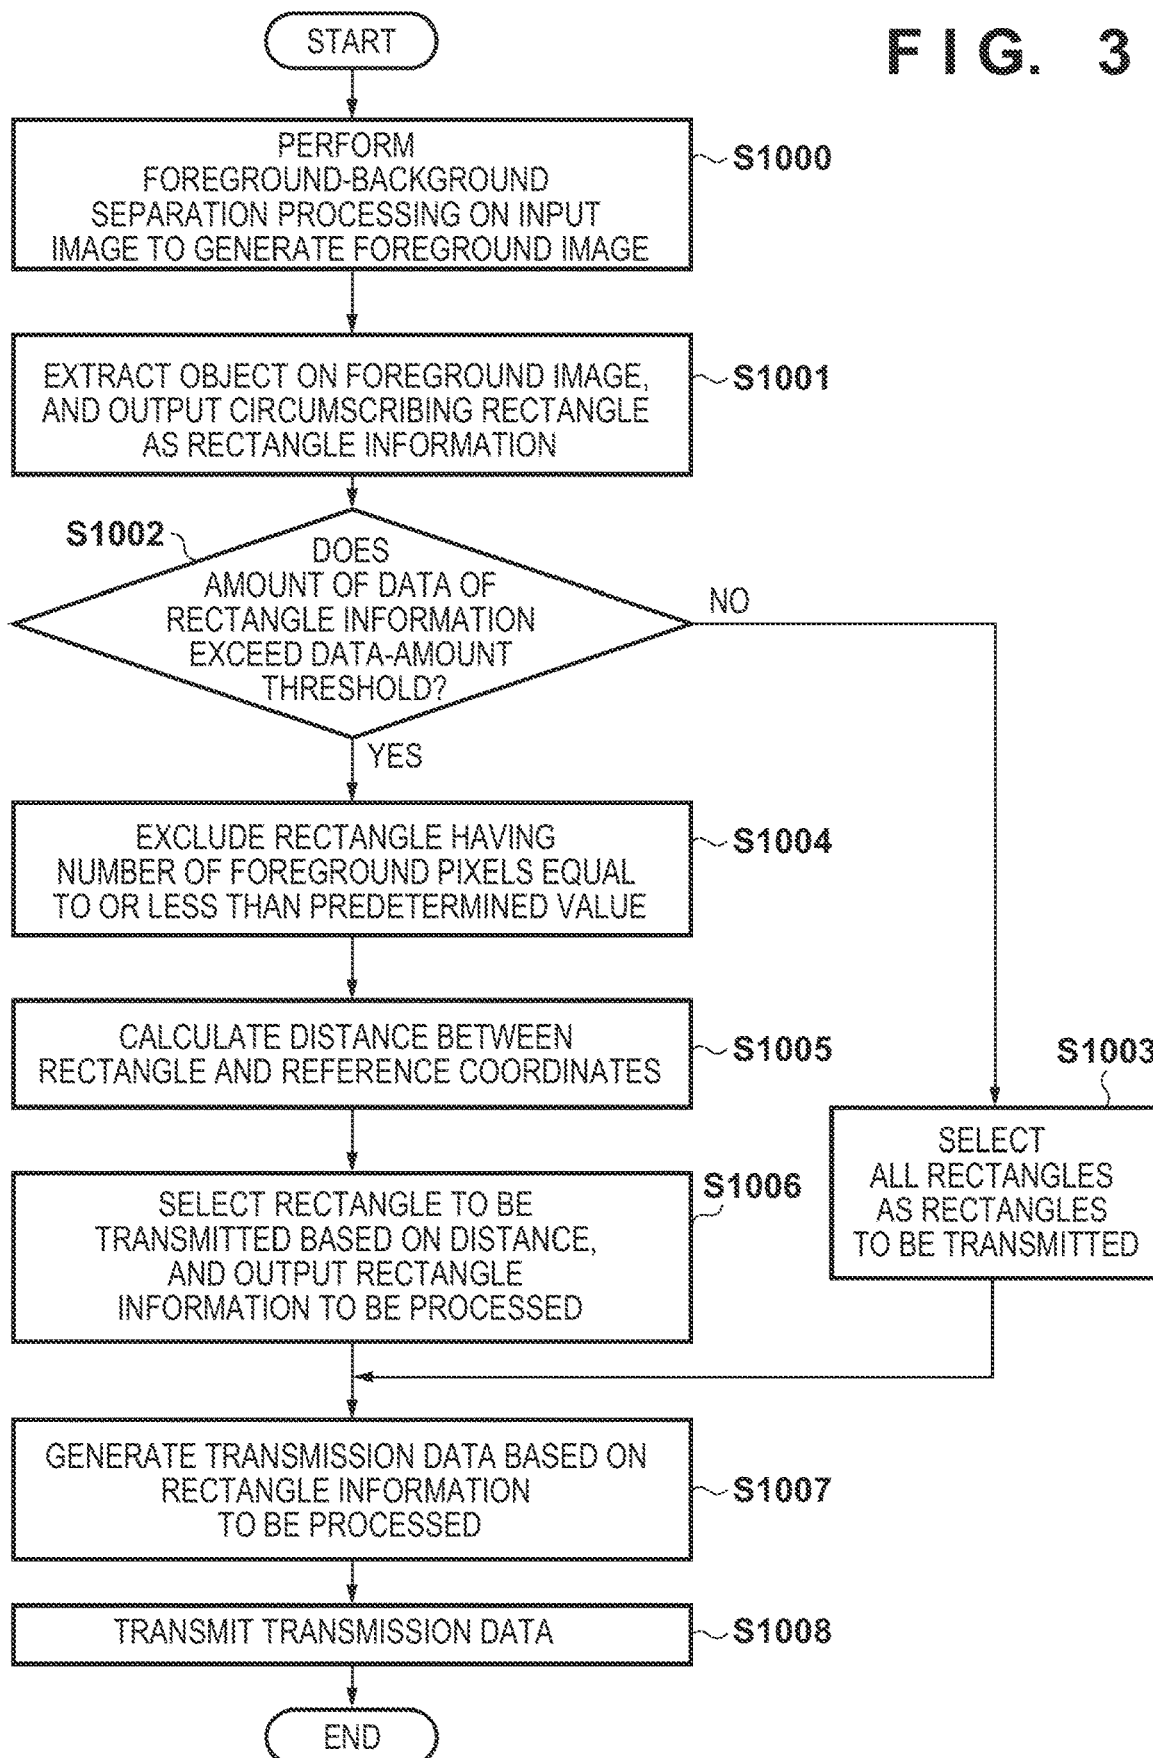 FIG. 3
START
PERFORM
FOREGROUND-BACKGROUND
SEPARATION PROCESSING ON INPUT
IMAGE TO GENERATE FOREGROUND IMAGE
S1000
EXTRACT OBJECT ON FOREGROUND IMAGE,
AND OUTPUT CIRCUMSCRIBING RECTANGLE
AS RECTANGLE INFORMATION
S1001
S1002
DOES
AMOUNT OF DATA OF
RECTANGLE INFORMATION
EXCEED DATA-AMOUNT
THRESHOLD?
NO
YES
EXCLUDE RECTANGLE HAVING
NUMBER OF FOREGROUND PIXELS EQUAL
TO OR LESS THAN PREDETERMINED VALUE
S1004
CALCULATE DISTANCE BETWEEN
RECTANGLE AND REFERENCE COORDINATES
S1005
S1003
SELECT
ALL RECTANGLES
AS RECTANGLES
TO BE TRANSMITTED
SELECT RECTANGLE TO BE
TRANSMITTED BASED ON DISTANCE,
AND OUTPUT RECTANGLE
INFORMATION TO BE PROCESSED
S1006
GENERATE TRANSMISSION DATA BASED ON
RECTANGLE INFORMATION
TO BE PROCESSED
S1007
TRANSMIT TRANSMISSION DATA
S1008
END